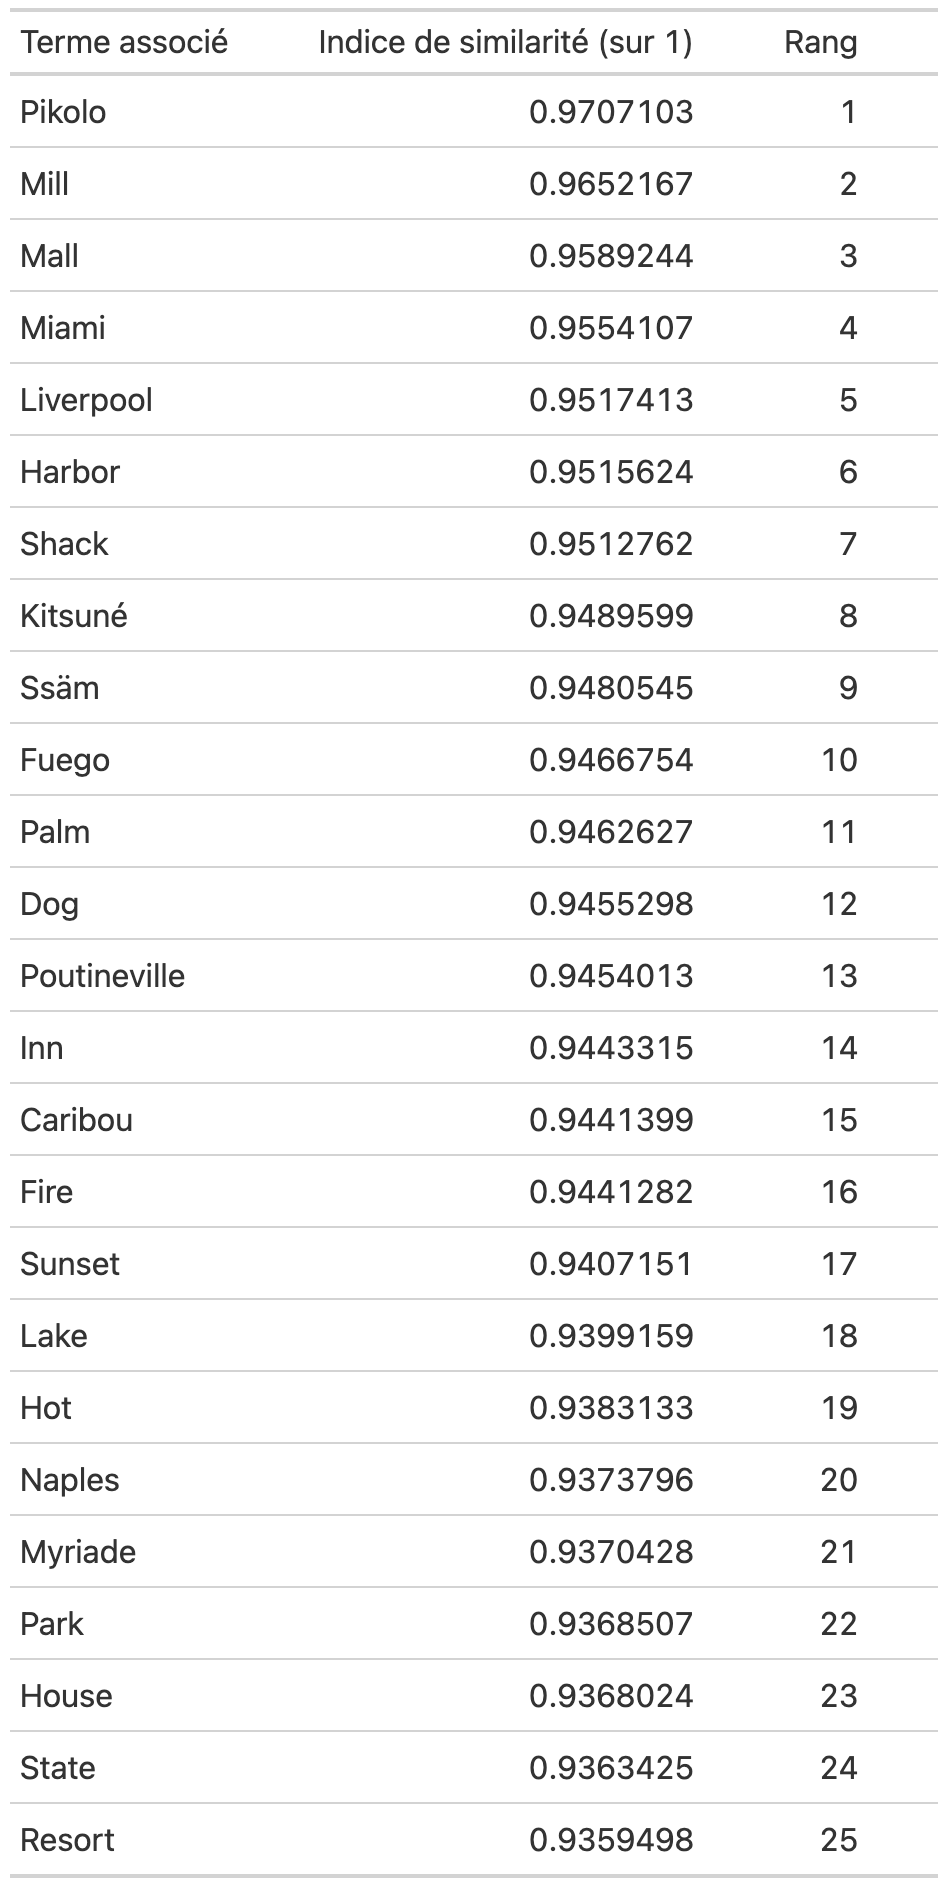 Terme associé Indice de similarité (sur 1) Rang
Pikolo 0.9707103 1
Mill 0.9652167 2
Mall 0.9589244 3
Miami 0.9554107 4
Liverpool 0.9517413 5
Harbor 0.9515624 6
Shack 0.9512762 7
Kitsuné 0.9489599 8
Ssäm 0.9480545 9
Fuego 0.9466754 10
Palm 0.9462627 11
Dog 0.9455298 12
Poutineville 0.9454013 13
Inn 0.9443315 14
Caribou 0.9441399 15
Fire 0.9441282 16
Sunset 0.9407151 17
Lake 0.9399159 18
Hot 0.9383133 19
Naples 0.9373796 20
Myriade 0.9370428 21
Park 0.9368507 22
House 0.9368024 23
State 0.9363425 24
Resort 0.9359498 25